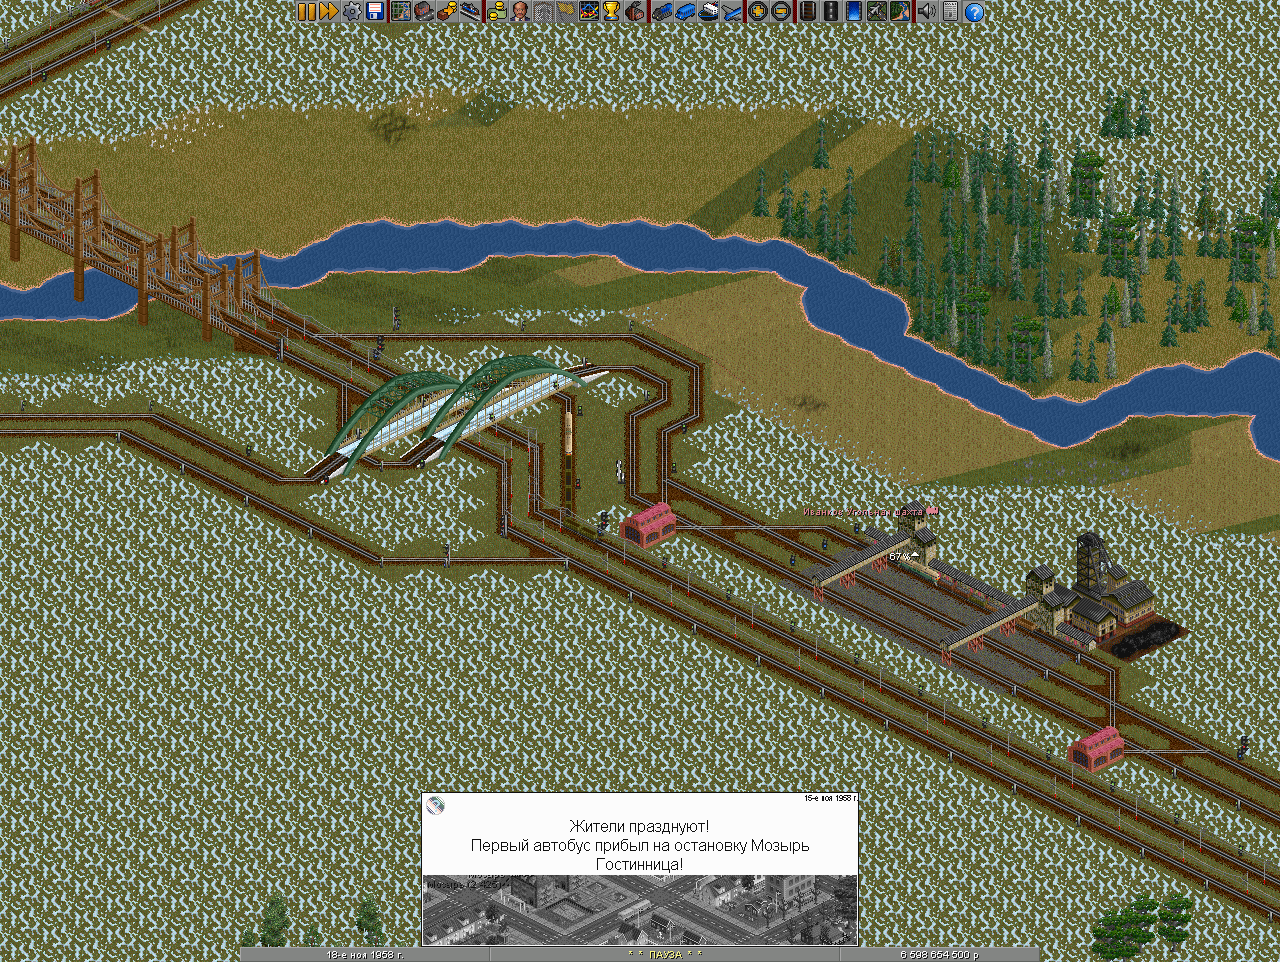 Иванков Угольная шахта
67%
15-е ноя 1958 г.
Жители празднуют!
Первый автобус прибыл на остановку Мозырь
Гостинница!
18-е ноя 1958 г.
* * ПАУЗА * *
6 598 654 500 р